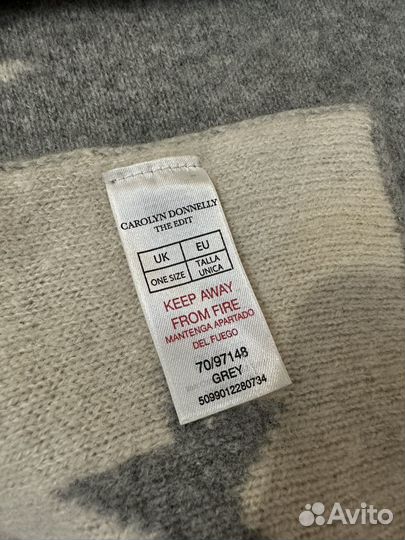 CAROLYN DONNELLY
THE EDIT
UK EU
ONE SIZE TALLA UNICA
KEEP AWAY
FROM FIRE
MANTENGA APARTADO
DEL FUEGO
70/97148
GREY
5099012280734
Avito